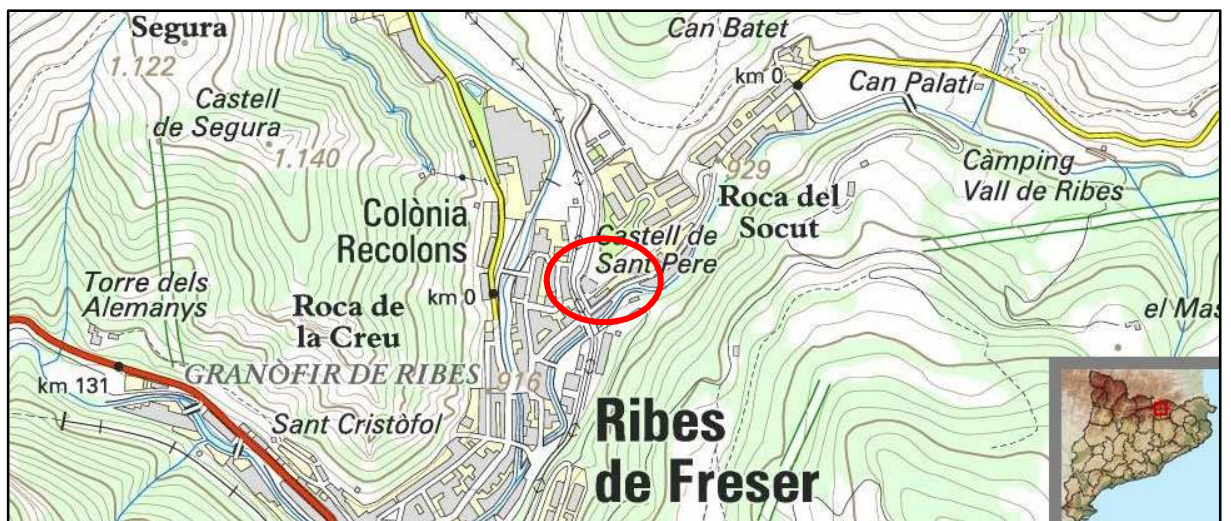 Segura
1.122
Castell
de Segura
1.140
Can Batet
km 0
Can Palatí
929
Càmping
Vall de Ribes
Roca del
Socut
Colònia
Recolons
Castell de
Sant Pere
Torre dels
Alemanys
km 0
Roca de
la Creu
el Mas
km 131
GRANÒFIR DE RIBES
916
Sant Cristòfol
Ribes
de Freser